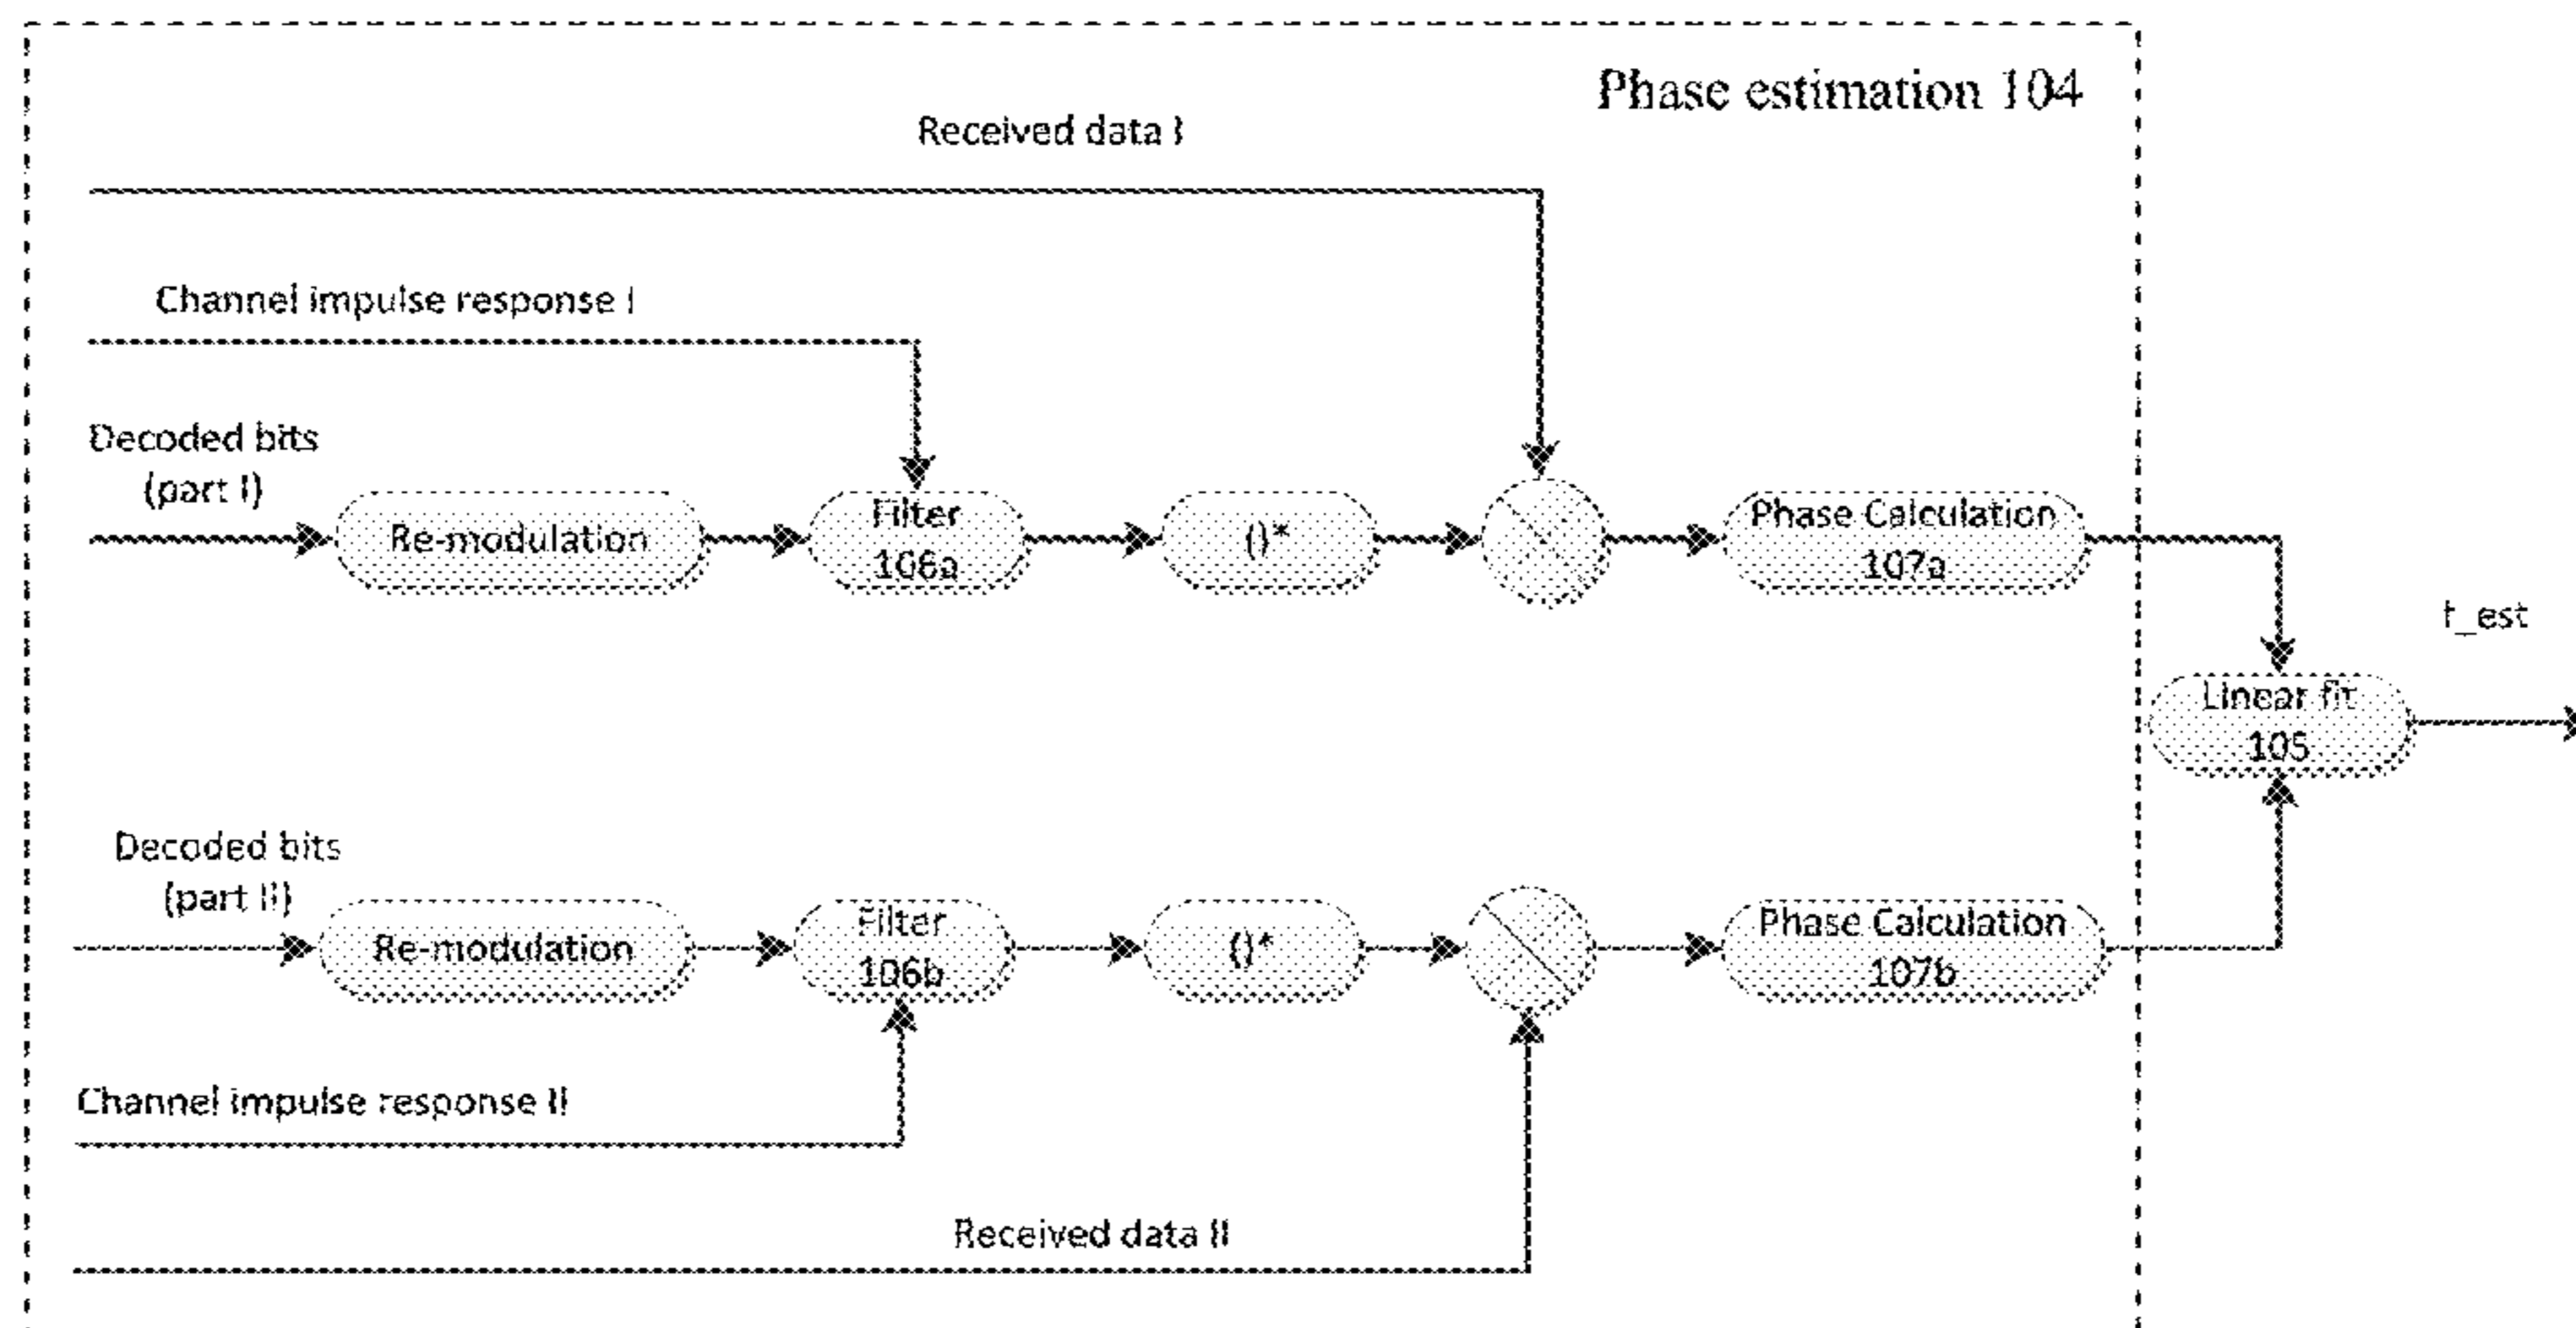 Phase estimation 104
Received data I
Channel impulse response I
Decoded bits
(part I)
Re-modulation
Filter
106a
()*
Phase Calculation
107a
f_est
Linear fit
105
Decoded bits
(part II)
Re-modulation
Filter
106b
()*
Phase Calculation
107b
Channel impulse response II
Received data II